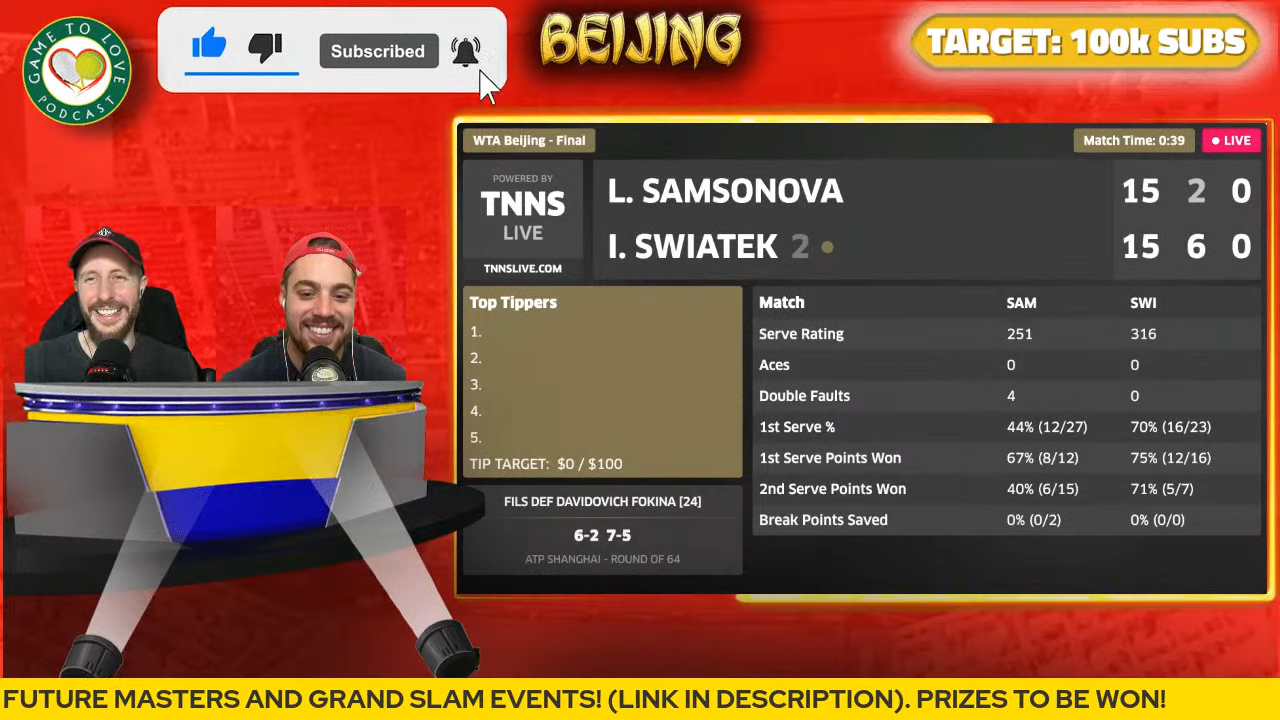 GAME TO LOVE
PODCAST
Subscribed
BEIJING
TARGET: 100k SUBS
WTA Beijing - Final
Match Time: 0:39
LIVE
POWERED BY
TNNS
LIVE
TNNSLIVE.COM
L. SAMSONOVA 15 2 0
I. SWIATEK 2 15 6 0
Top Tippers
1.
2.
3.
4.
5.
TIP TARGET: $0 / $100
FILS DEF DAVIDOVICH FOKINA [24]
6-2 7-5
ATP SHANGHAI - ROUND OF 64
Match SAM SWI
Serve Rating 251 316
Aces 0 0
Double Faults 4 0
1st Serve % 44% (12/27) 70% (16/23)
1st Serve Points Won 67% (8/12) 75% (12/16)
2nd Serve Points Won 40% (6/15) 71% (5/7)
Break Points Saved 0% (0/2) 0% (0/0)
FUTURE MASTERS AND GRAND SLAM EVENTS! (LINK IN DESCRIPTION). PRIZES TO BE WON!